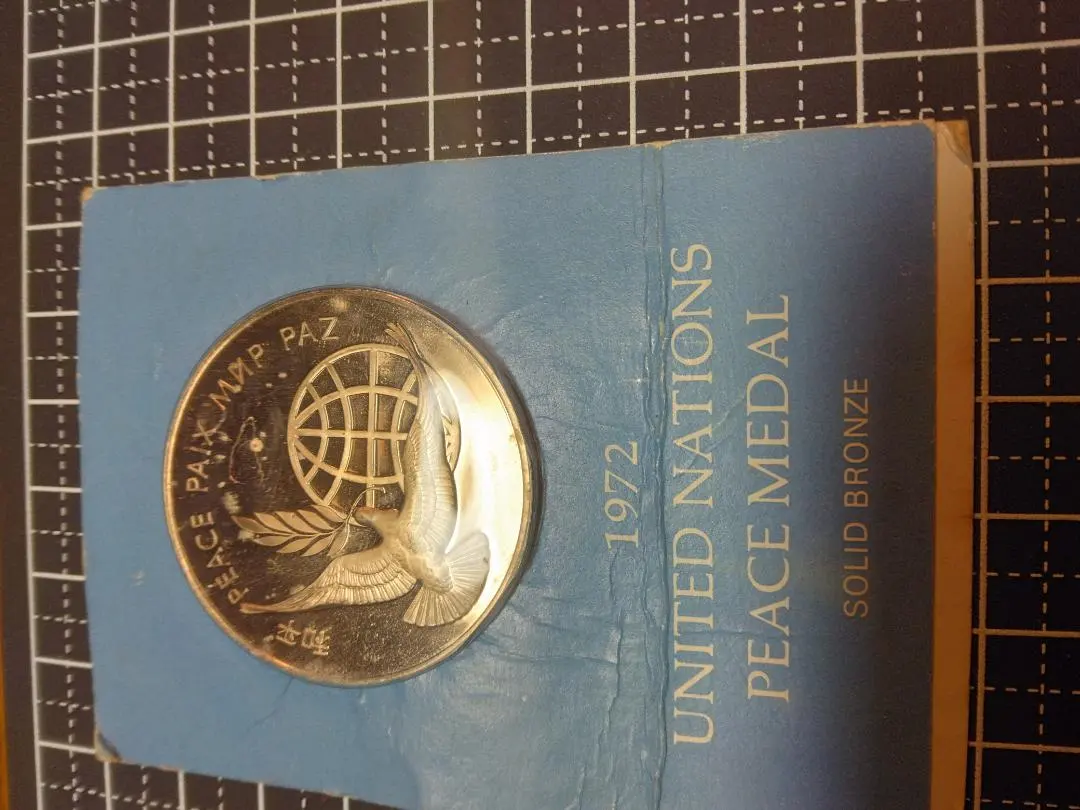 PEACE PAIX МИР PAZ
和平
1972
UNITED NATIONS
PEACE MEDAL
SOLID BRONZE